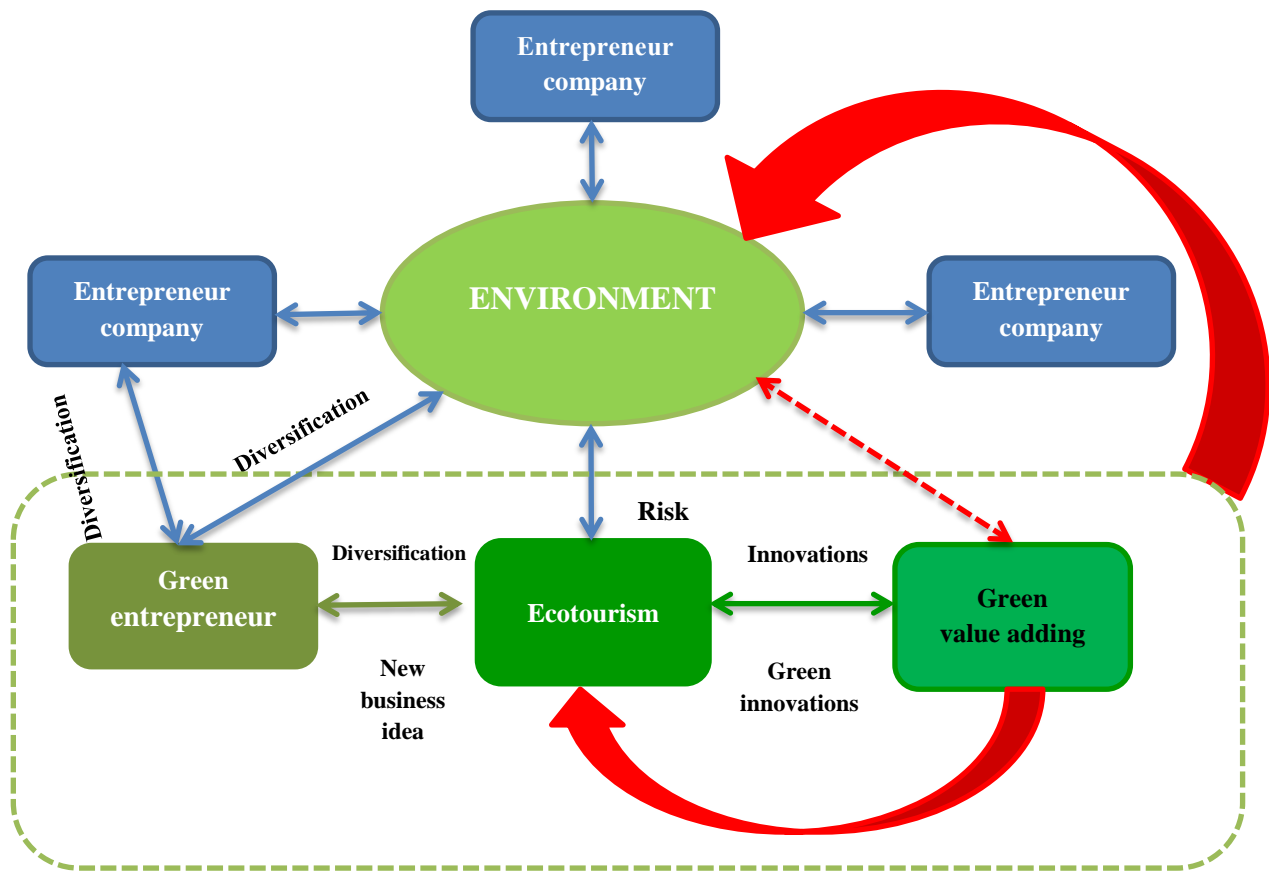 Entrepreneur
company
Entrepreneur
company
ENVIRONMENT
Entrepreneur
company
Diversification
Diversification
Risk
Green
entrepreneur
Diversification
New
business
idea
Ecotourism
Innovations
Green
innovations
Green
value adding